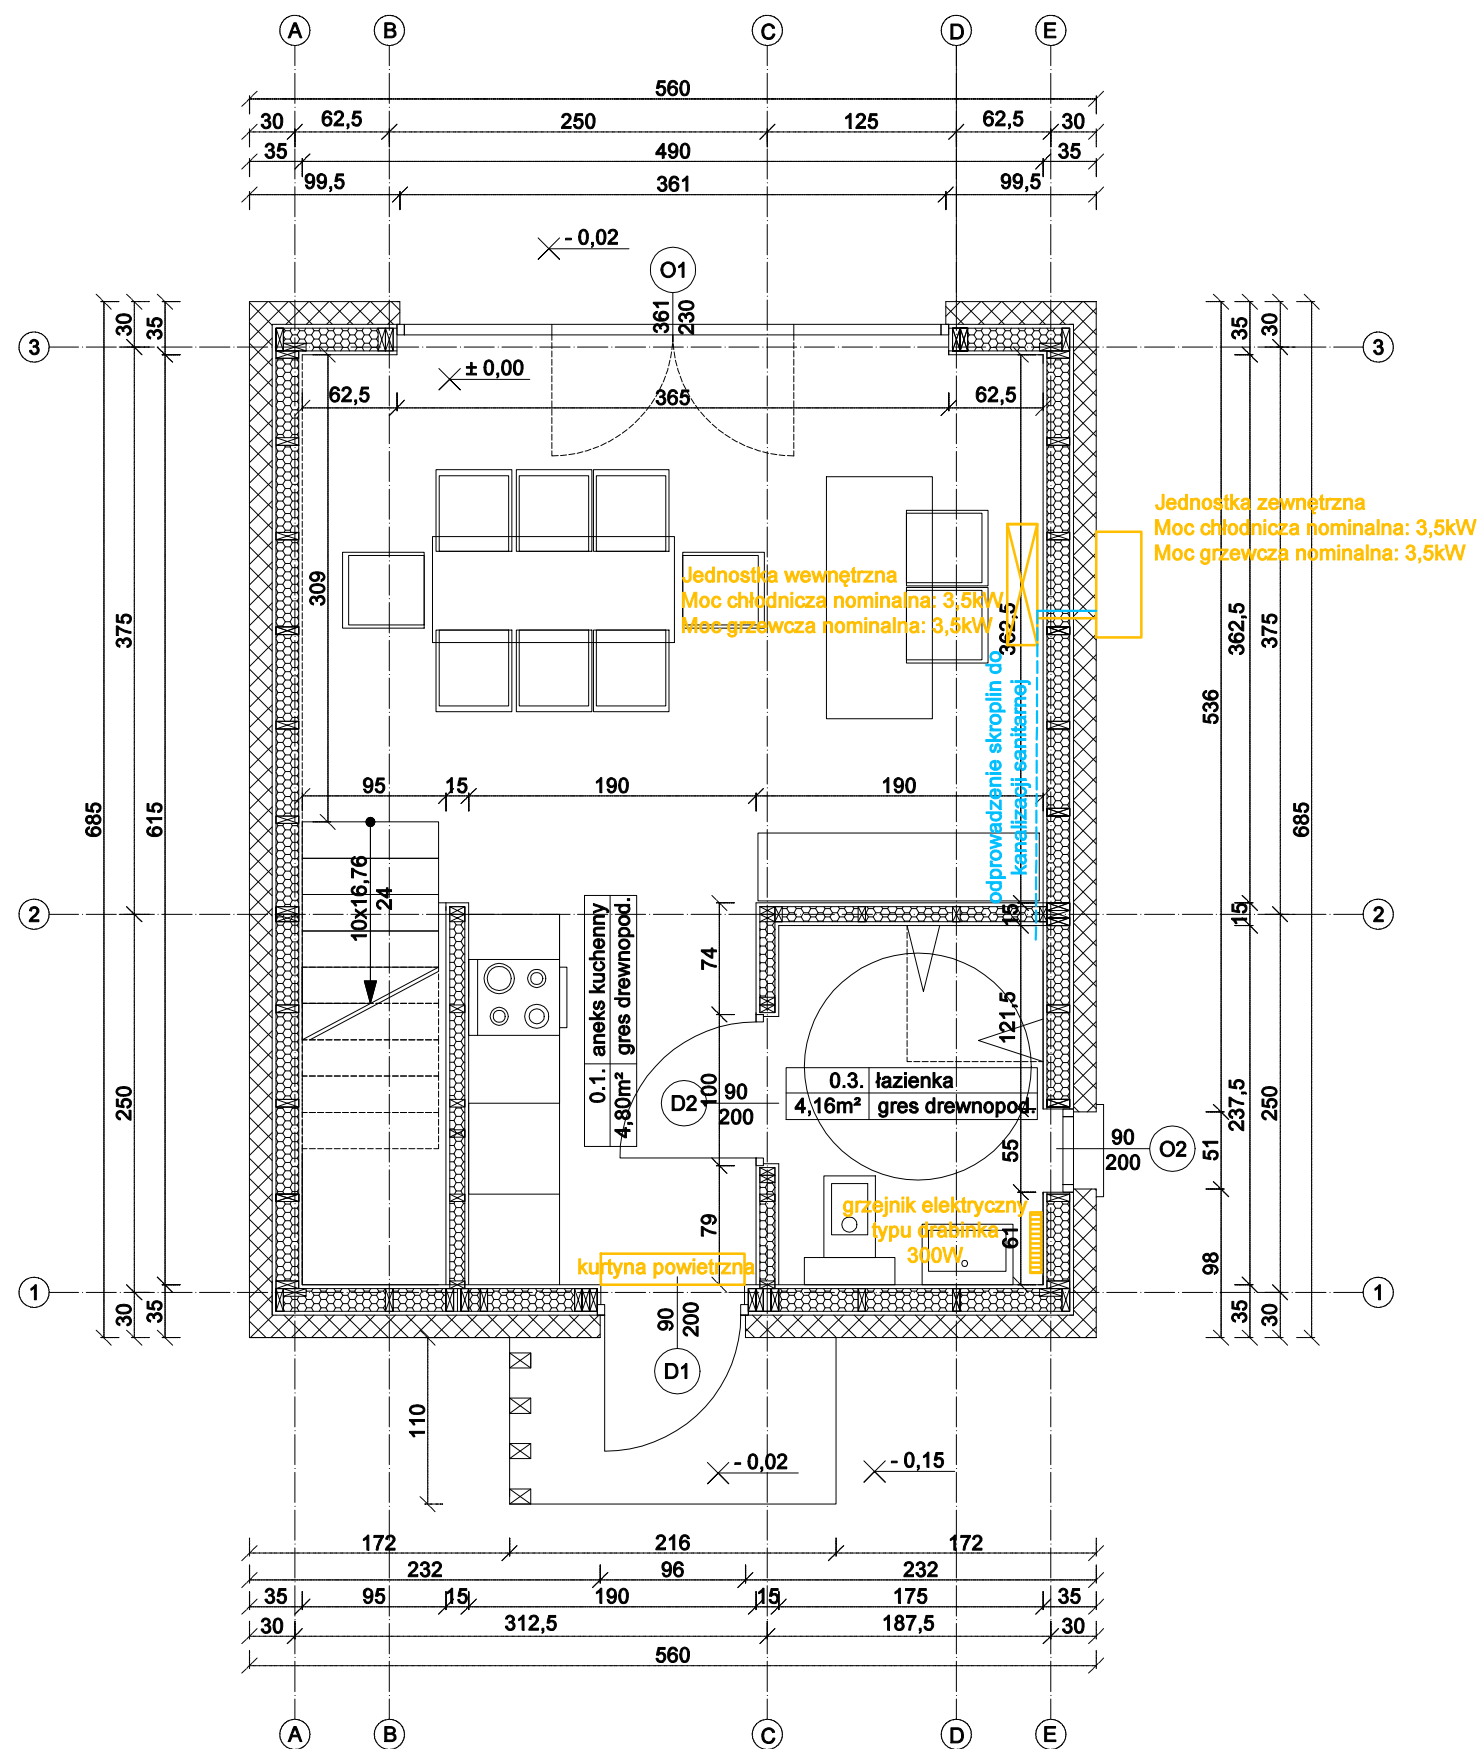 A B C D E
560
30 62,5 250 125 62,5 30
35 490 35
99,5 361 99,5
- 0,02
O1
361
230
3 3
± 0,00
62,5 365 62,5
685
30 375 250 30
35 615 35
309
Jednostka zewnętrzna
Moc chłodnicza nominalna: 3,5kW
Moc grzewcza nominalna: 3,5kW
Jednostka wewnętrzna
Moc chłodnicza nominalna: 3,5kW
Moc grzewcza nominalna: 3,5kW
362,5
odprowadzenie skroplin do
kanalizacji sanitarnej
536 51 98
35 362,5 15 237,5 35
30 375 250 30
685
95 15 190 190
10x16,76
24
2 2
15
0.1. aneks kuchenny
4,80m² gres drewnopod.
74
100
79
121,5
55
61
0.3. łazienka
4,16m² gres drewnopod.
D2
90
200
90
200
O2
grzejnik elektryczny
typu drabinka
300W
kurtyna powietrzna
1 1
90
200
D1
110
- 0,02
- 0,15
172 216 172
232 96 232
35 95 15 190 15 175 35
30 312,5 187,5 30
560
A B C D E